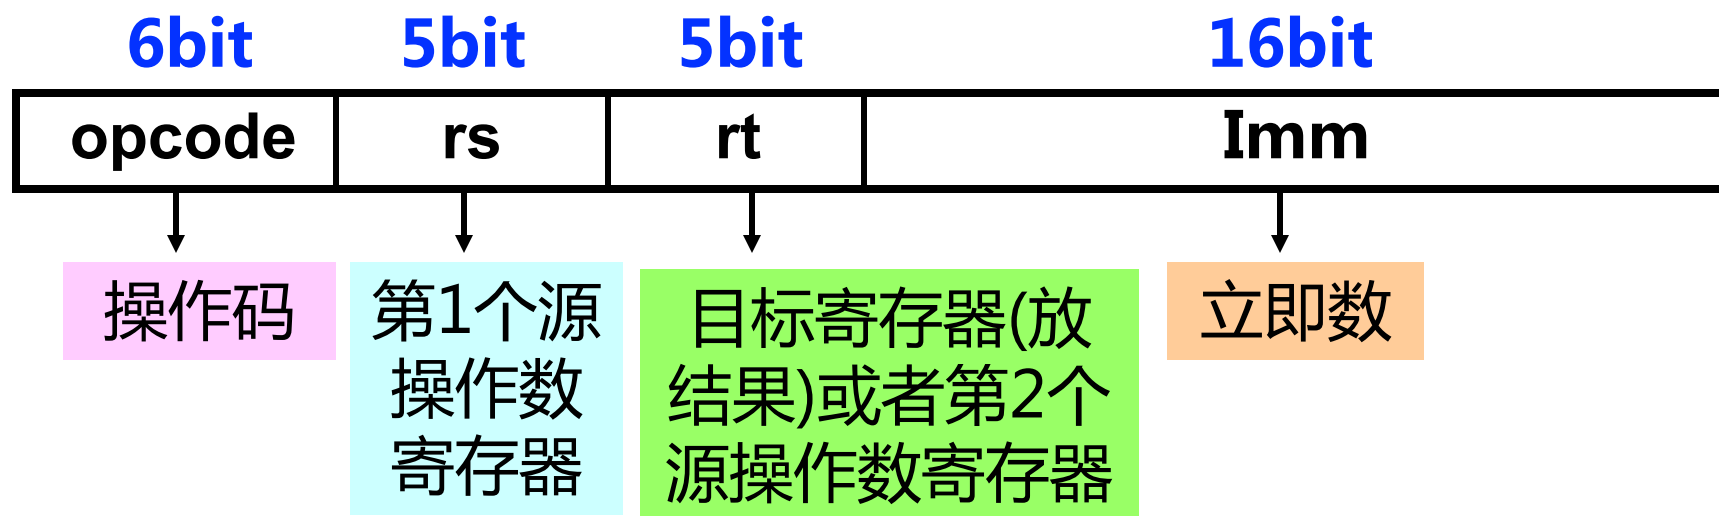 6bit 5bit 5bit 16bit
opcode rs rt Imm
操作码
第1个源
操作数
寄存器
目标寄存器(放
结果)或者第2个
源操作数寄存器
立即数